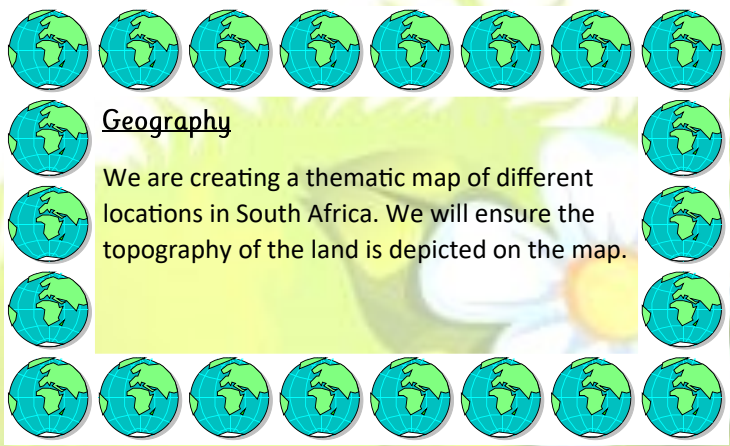 Geography
We are creating a thematic map of different
locations in South Africa. We will ensure the
topography of the land is depicted on the map.